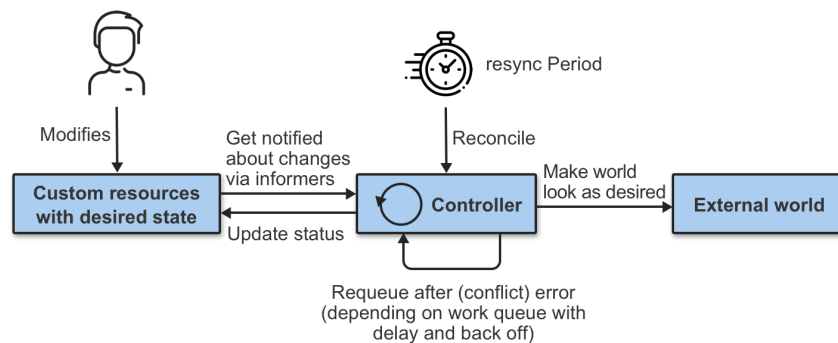 resync Period
Modifies
Get notified
about changes
via informers
Reconcile
Make world
look as desired
Custom resources
with desired state
Controller
External world
Update status
Requeue after (conflict) error
(depending on work queue with
delay and back off)